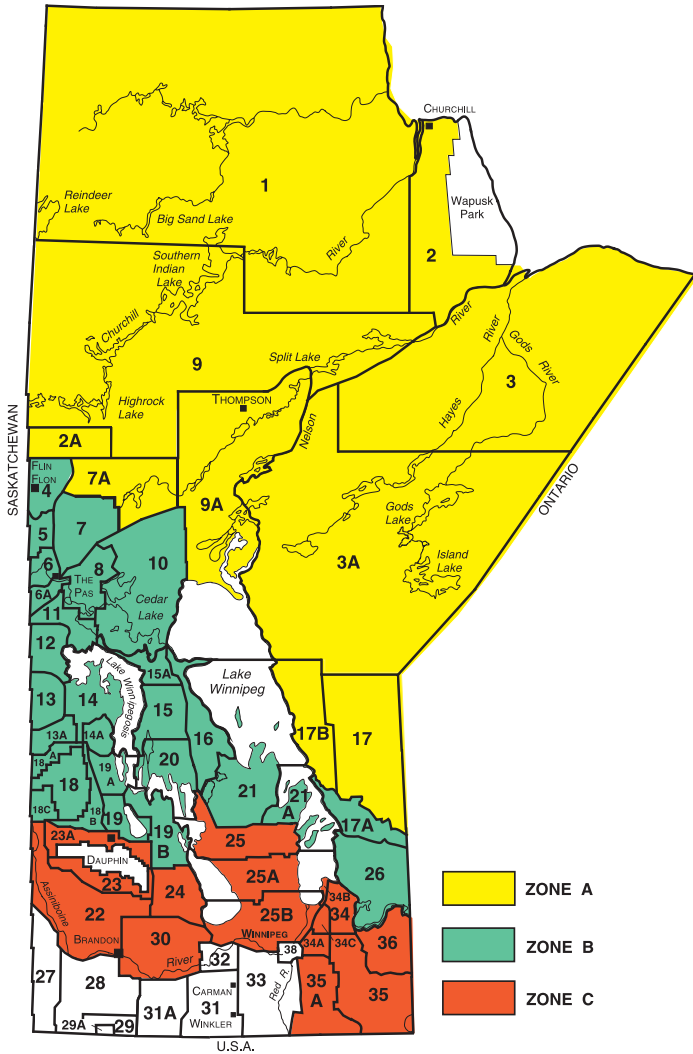 CHURCHILL
1
Wapusk
Park
Reindeer
Lake
Big Sand Lake
River
2
Southern
Indian
Lake
Churchill
9
Split Lake
River
River
Gods
River
3
Highrock
Lake
THOMPSON
Nelson
Hayes
2A
SASKATCHEWAN
ONTARIO
FLIN
FLON
4
7A
9A
Gods
Lake
5
7
3A
Island
Lake
6
8
10
THE
PAS
6A
Cedar
Lake
11
12
Lake Winnipegosis
15A
Lake
Winnipeg
13
14
15
16
17B
17
13A
14A
18
A
19
A
20
18
21
21
A
18C
18
B
19
19
B
17A
23A
25
DAUPHIN
26
23
24
25A
Assiniboine
22
34B
34
25B
ZONE A
30
WINNIPEG
BRANDON
34A
34C
36
ZONE B
River
32
38
27
28
33
Red R.
35
A
35
ZONE C
CARMAN
31A
31
WINKLER
29A
29
U.S.A.